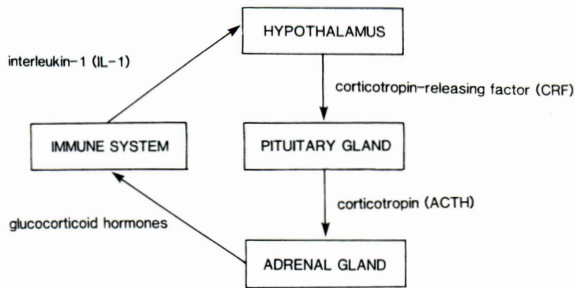 HYPOTHALAMUS
interleukin-1 (IL-1)
corticotropin-releasing factor (CRF)
IMMUNE SYSTEM
PITUITARY GLAND
corticotropin (ACTH)
glucocorticoid hormones
ADRENAL GLAND